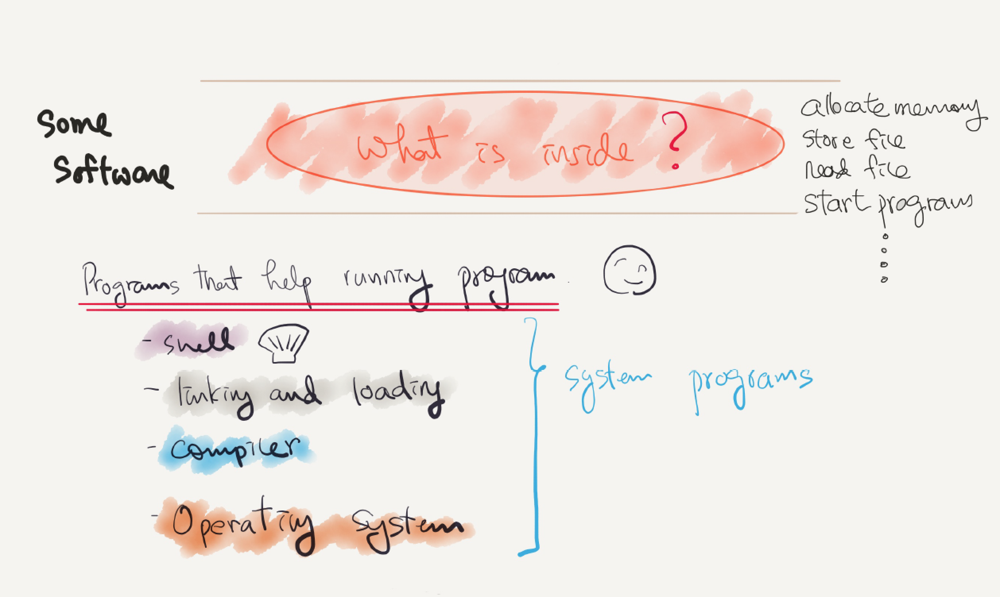 Some
Software
What is inside ?
allocate memory
store file
read file
start program
Programs that help running program.
- shell
- linking and loading
- compiler
- Operating system
system programs